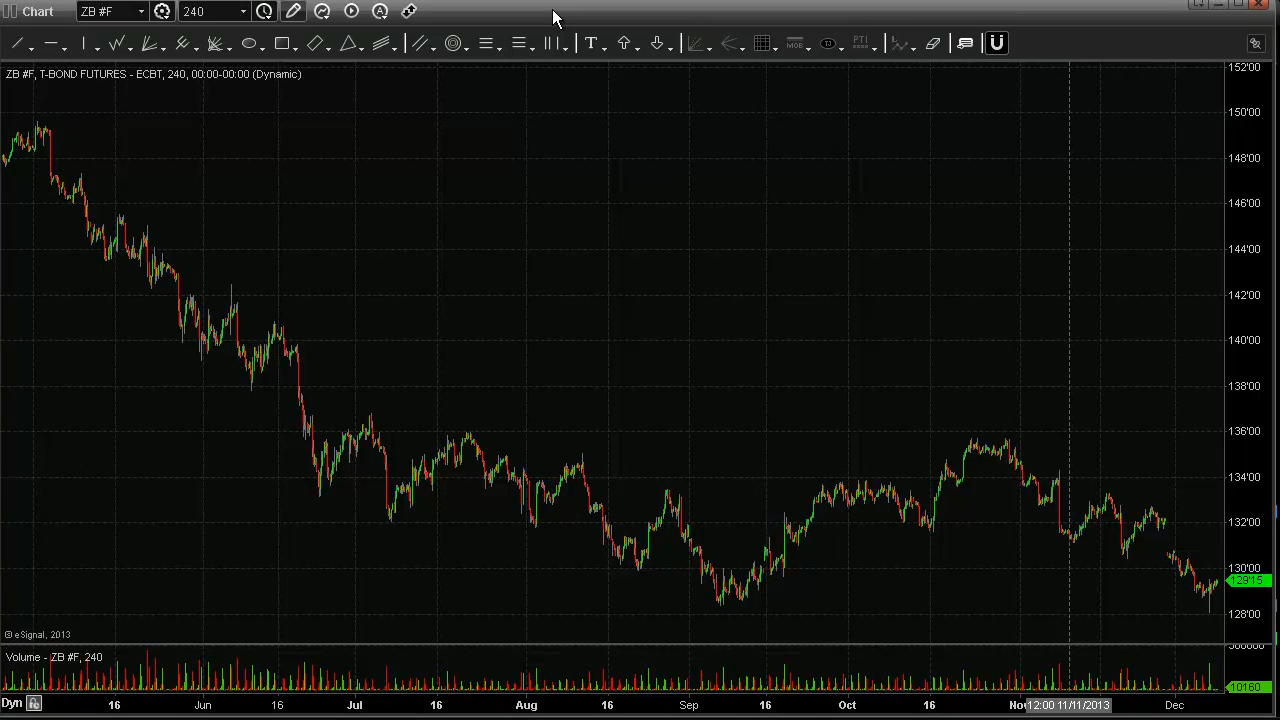 Chart ZB #F 240
T MOB TJ PTI
ZB #F, T-BOND FUTURES - ECBT, 240, 00:00-00:00 (Dynamic)
152'00
150'00
148'00
146'00
144'00
142'00
140'00
138'00
136'00
134'00
132'00
130'00
129'15
128'00
© eSignal, 2013
Volume - ZB #F, 240
10160
Dyn 16 Jun 16 Jul 16 Aug 16 Sep 16 Oct 16 12:00 11/11/2013 Dec